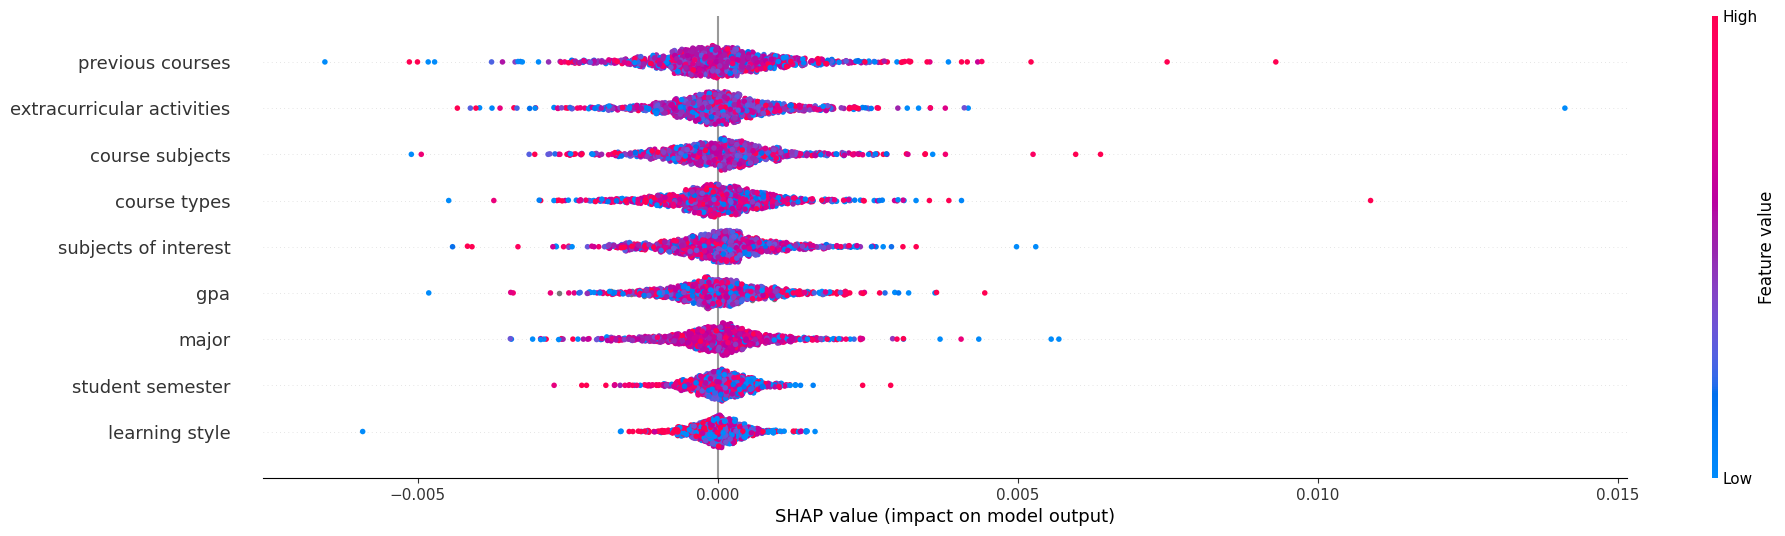 High
previous courses
extracurricular activities
course subjects
course types
subjects of interest
gpa
major
student semester
learning style
Feature value
Low
−0.005 0.000 0.005 0.010 0.015
SHAP value (impact on model output)